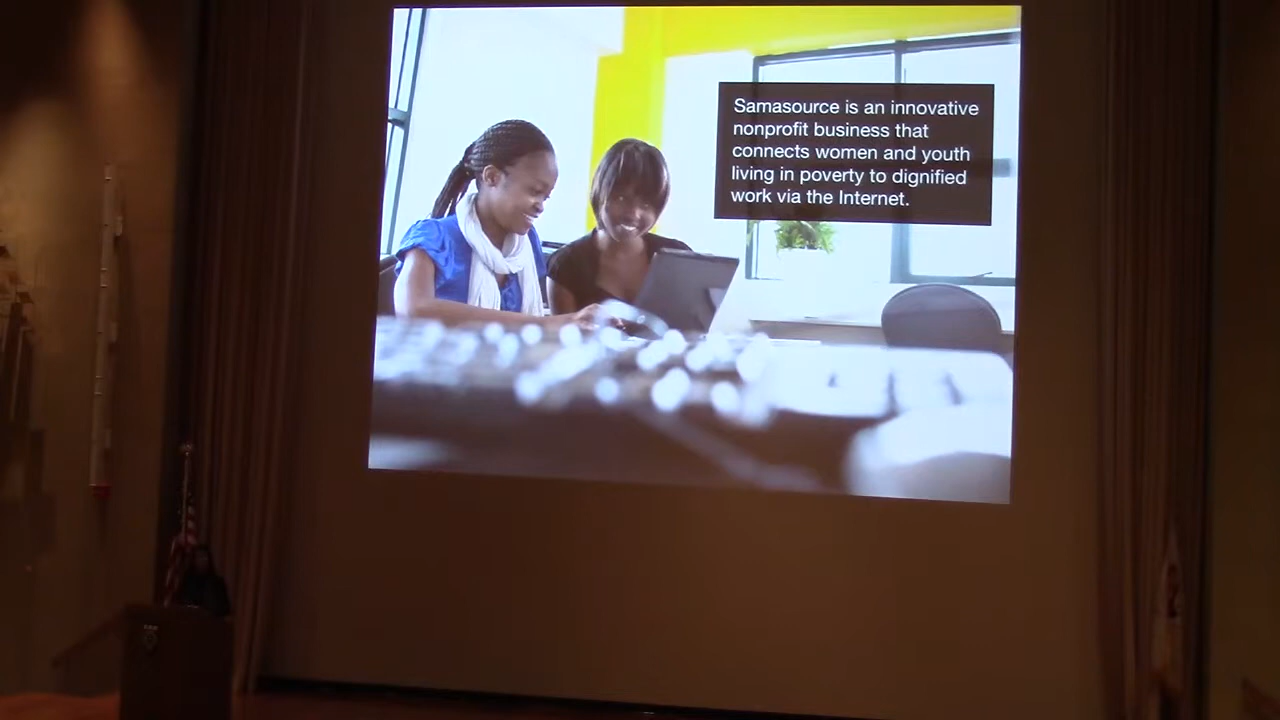 Samasource is an innovative
nonprofit business that
connects women and youth
living in poverty to dignified
work via the Internet.